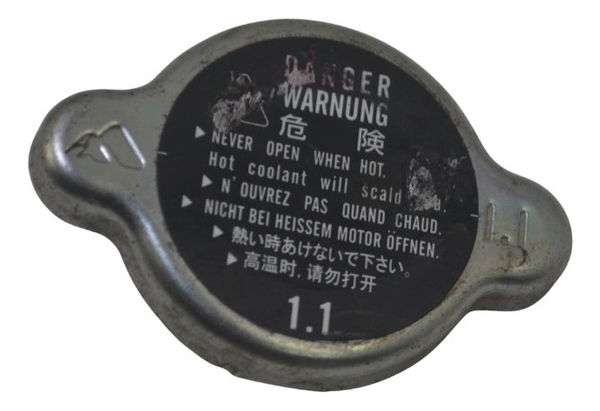 DANGER
WARNUNG
危 険
▶ NEVER OPEN WHEN HOT.
Hot coolant will scald
▶ N'OUVREZ PAS QUAND CHAUD.
▶ NICHT BEI HEISSEM MOTOR ÖFFNEN.
▶ 熱い時あけないで下さい。
▶ 高温时,请勿打开
1.1
1.1